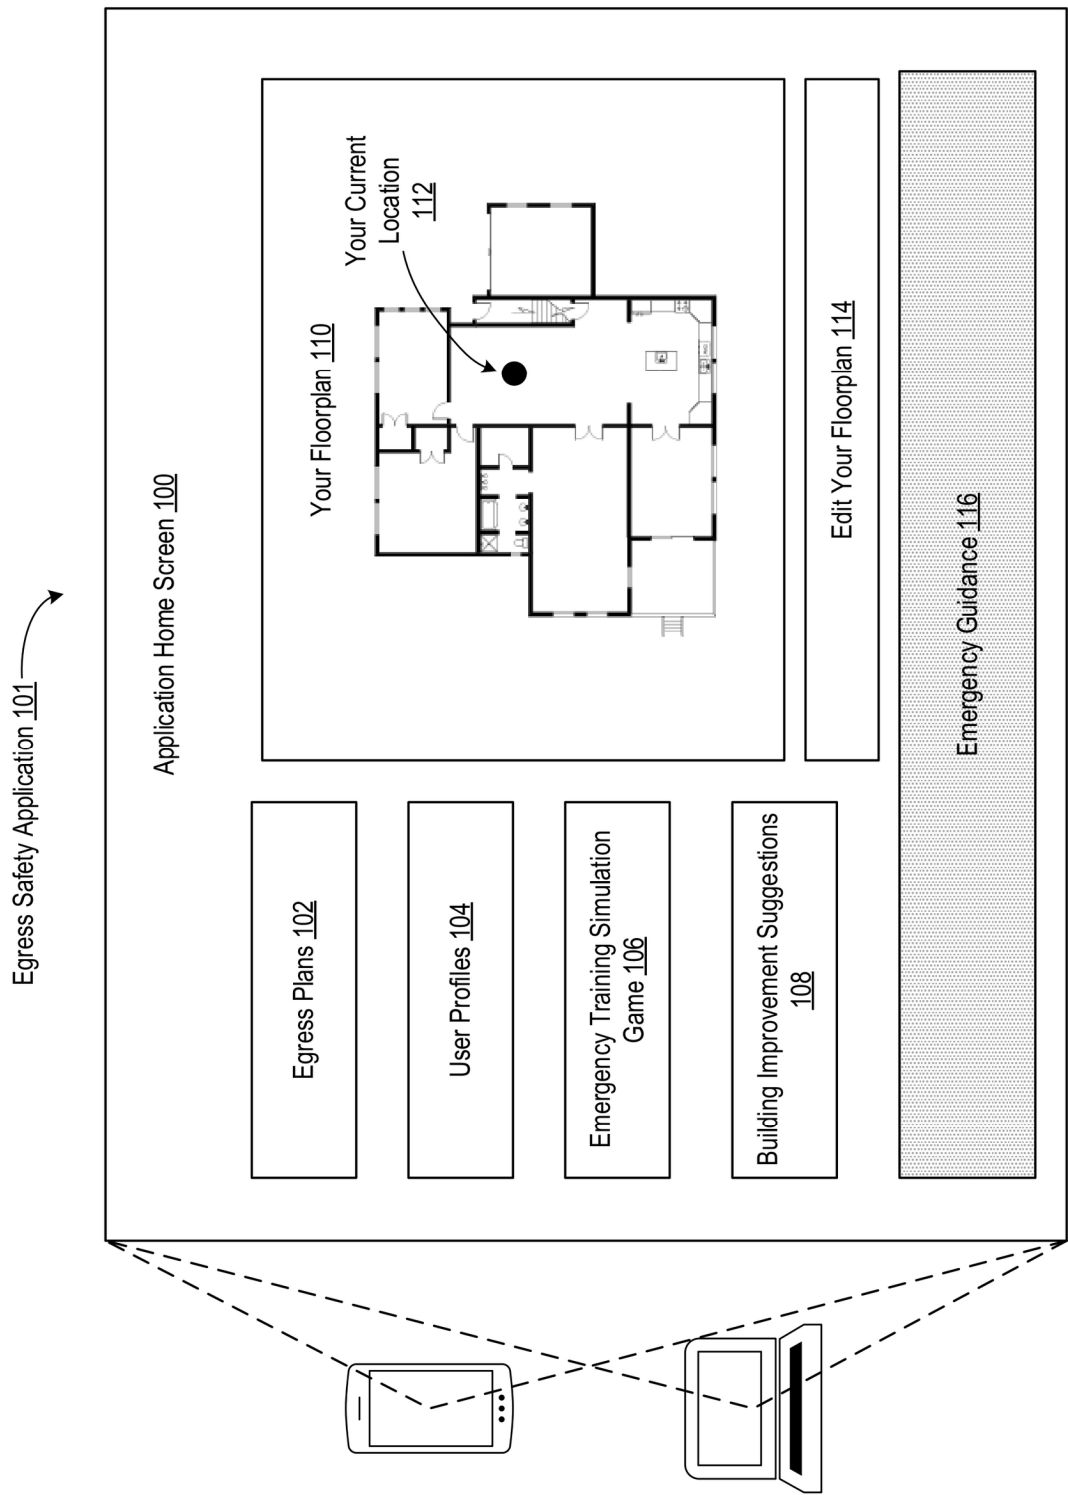 Egress Safety Application 101
Application Home Screen 100
Egress Plans 102
User Profiles 104
Emergency Training Simulation
Game 106
Building Improvement Suggestions
108
Your Floorplan 110
Your Current
Location
112
Edit Your Floorplan 114
Emergency Guidance 116